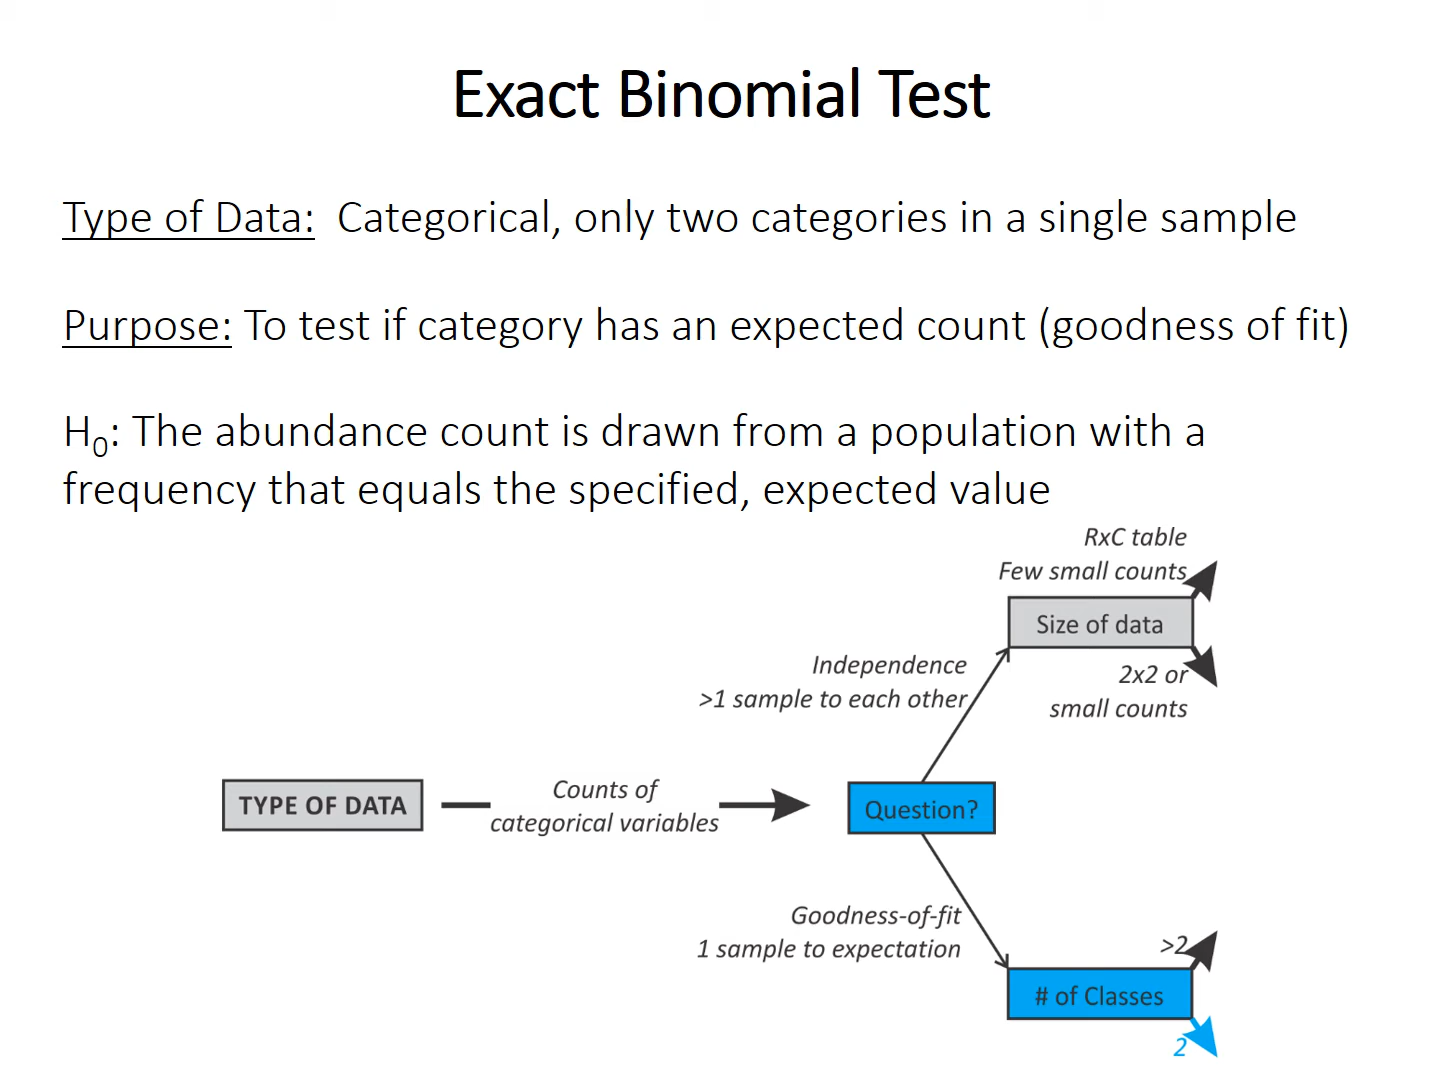 Exact Binomial Test
Type of Data:  Categorical, only two categories in a single sample
Purpose: To test if category has an expected count (goodness of fit)
H0: The abundance count is drawn from a population with a
frequency that equals the specified, expected value
RxC table
Few small counts
Size of data
Independence
>1 sample to each other
2x2 or
small counts
TYPE OF DATA
Counts of
categorical variables
Question?
Goodness-of-fit
1 sample to expectation
>2
# of Classes
2